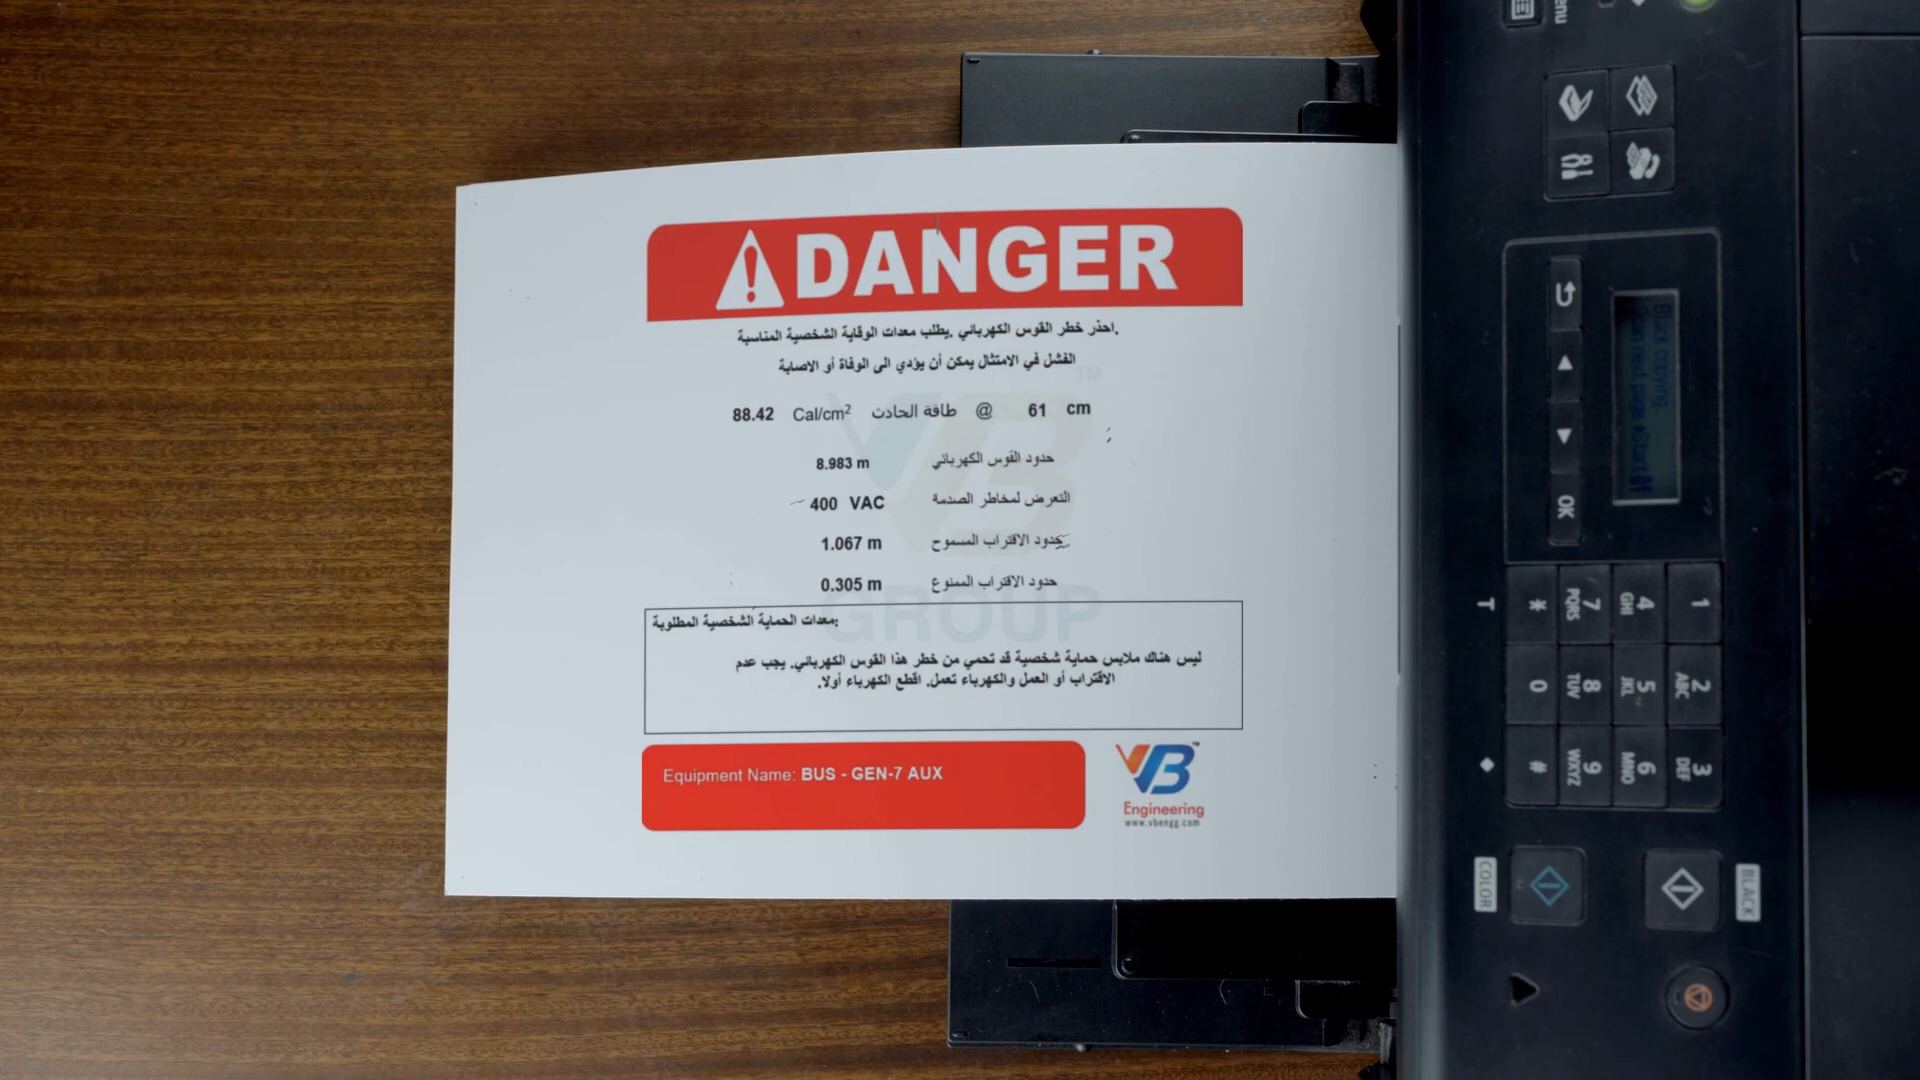 DANGER
احذر خطر القوس الكهربائي .يطلب معدات الوقاية الشخصية المناسبة.
الفشل في الامتثال يمكن أن يؤدي الى الوفاة أو الاصابة
88.42 Cal/cm² طاقة الحادث @ 61 cm
8.983 m حدود القوس الكهربائي
400 VAC التعرض لمخاطر الصدمة
1.067 m حدود الاقتراب المسموح
0.305 m حدود الاقتراب الممنوع
معدات الحماية الشخصية المطلوبة:
ليس هناك ملابس حماية شخصية قد تحمي من خطر هذا القوس الكهربائي. يجب عدم
الاقتراب أو العمل والكهرباء تعمل. اقطع الكهرباء أولا.
Equipment Name: BUS - GEN-7 AUX
VB™
Engineering
www.vbengg.com
VB TM
GROUP
Black copying
OK
1
2 ABC
3 DEF
4 GHI
5 JKL
6 MNO
7 PQRS
8 TUV
9 WXYZ
*
0
#
T
COLOR
BLACK